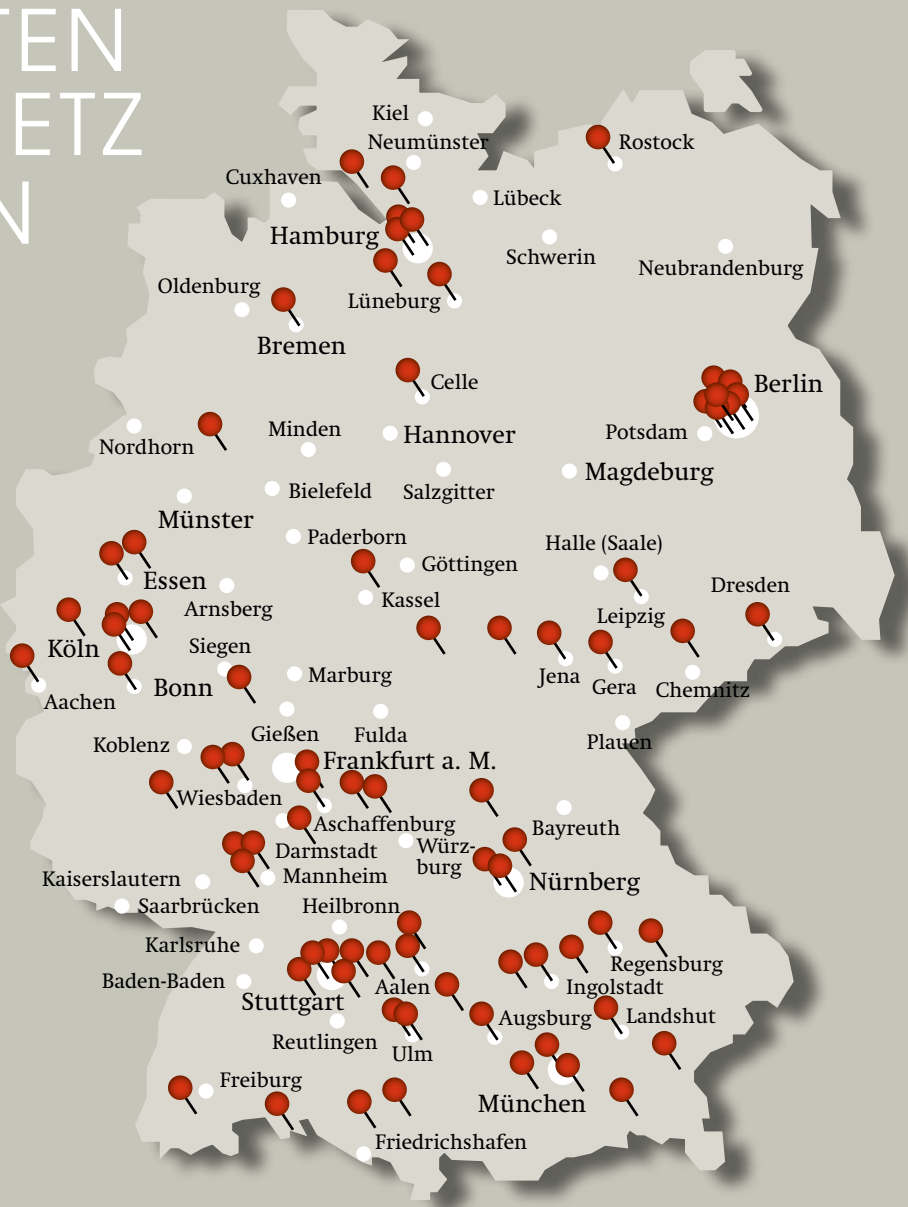 TEN
ETZ
N
Kiel
Neumünster
Rostock
Cuxhaven
Lübeck
Hamburg
Schwerin
Neubrandenburg
Oldenburg
Lüneburg
Bremen
Celle
Berlin
Nordhorn
Minden
Hannover
Potsdam
Bielefeld
Salzgitter
Magdeburg
Münster
Paderborn
Göttingen
Halle (Saale)
Essen
Arnsberg
Kassel
Leipzig
Dresden
Köln
Siegen
Aachen
Bonn
Marburg
Jena
Gera
Chemnitz
Koblenz
Gießen
Fulda
Plauen
Frankfurt a. M.
Wiesbaden
Aschaffenburg
Bayreuth
Darmstadt
Würz-
burg
Kaiserslautern
Mannheim
Nürnberg
Saarbrücken
Heilbronn
Karlsruhe
Regensburg
Baden-Baden
Aalen
Ingolstadt
Stuttgart
Augsburg
Landshut
Reutlingen
Ulm
Freiburg
München
Friedrichshafen